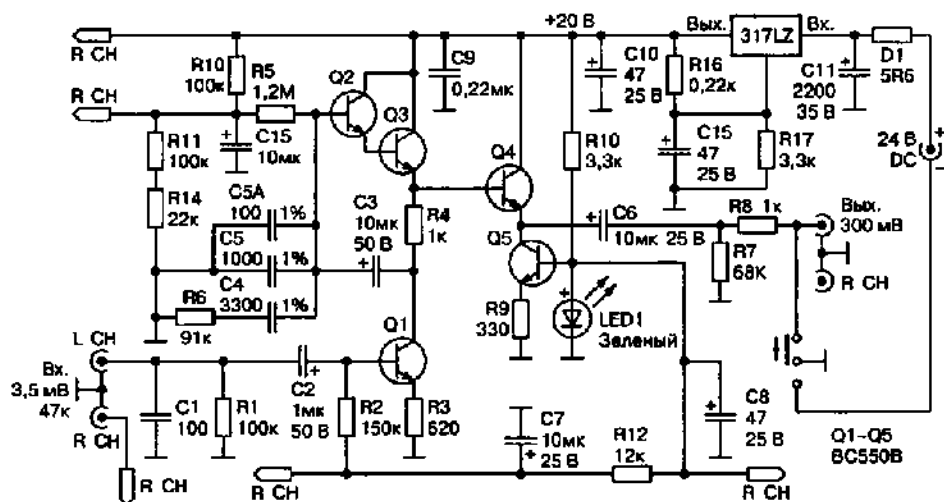 +20 В
Вых.
317LZ
Вх.
R CH
R10
100к
R5
1,2М
Q2
C9
0,22мк
C10
47
25 В
R16
0,22к
C11
2200
35 В
D1
5R6
R CH
Q3
R11
100к
C15
10мк
Q4
R10
3,3к
C15
47
25 В
R17
3,3к
24 В
DC
+
–
R14
22к
C5A
100
1%
C3
10мк
50 В
R4
1к
C6
10мк
25 В
R8 1к
Вых.
300 мВ
C5
1000
1%
Q5
R7
68К
R CH
R6
91к
C4
3300
1%
R9
330
LED1
Зеленый
L CH
Q1
Вх.
3,5 мВ
47к
R CH
C1
100
R1
100к
C2
1мк
50 В
R2
150к
R3
620
C7
10мк
25 В
R12
12к
C8
47
25 В
Q1–Q5
BC550B
R CH
R CH
R CH